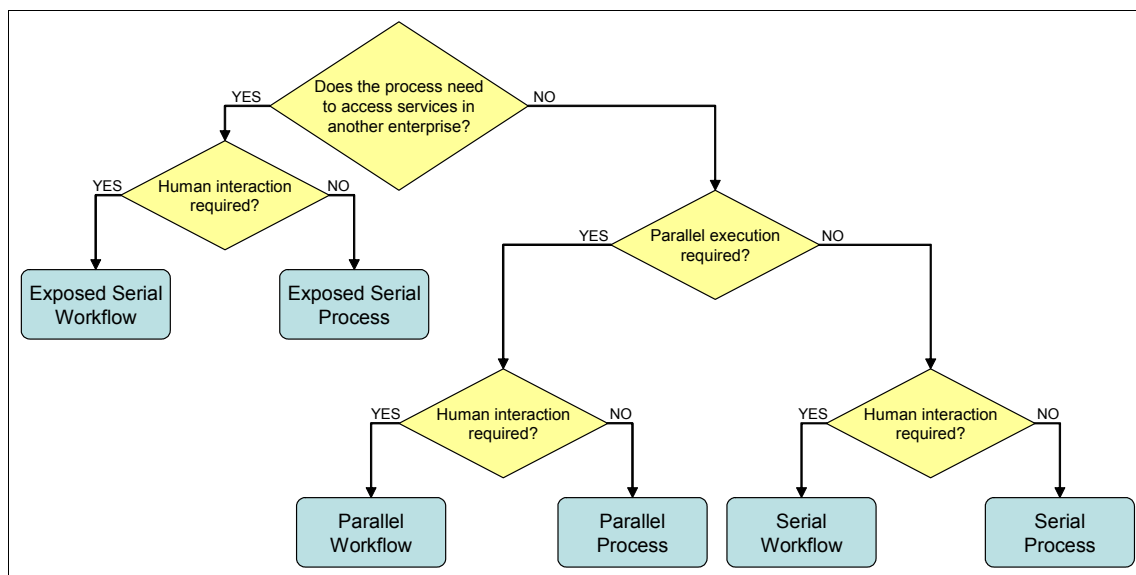 Does the process need
to access services in
another enterprise?
YES
NO
Human interaction
required?
YES
NO
Exposed Serial
Workflow
Exposed Serial
Process
Parallel execution
required?
YES
NO
Human interaction
required?
YES
NO
Parallel
Workflow
Parallel
Process
Human interaction
required?
YES
NO
Serial
Workflow
Serial
Process